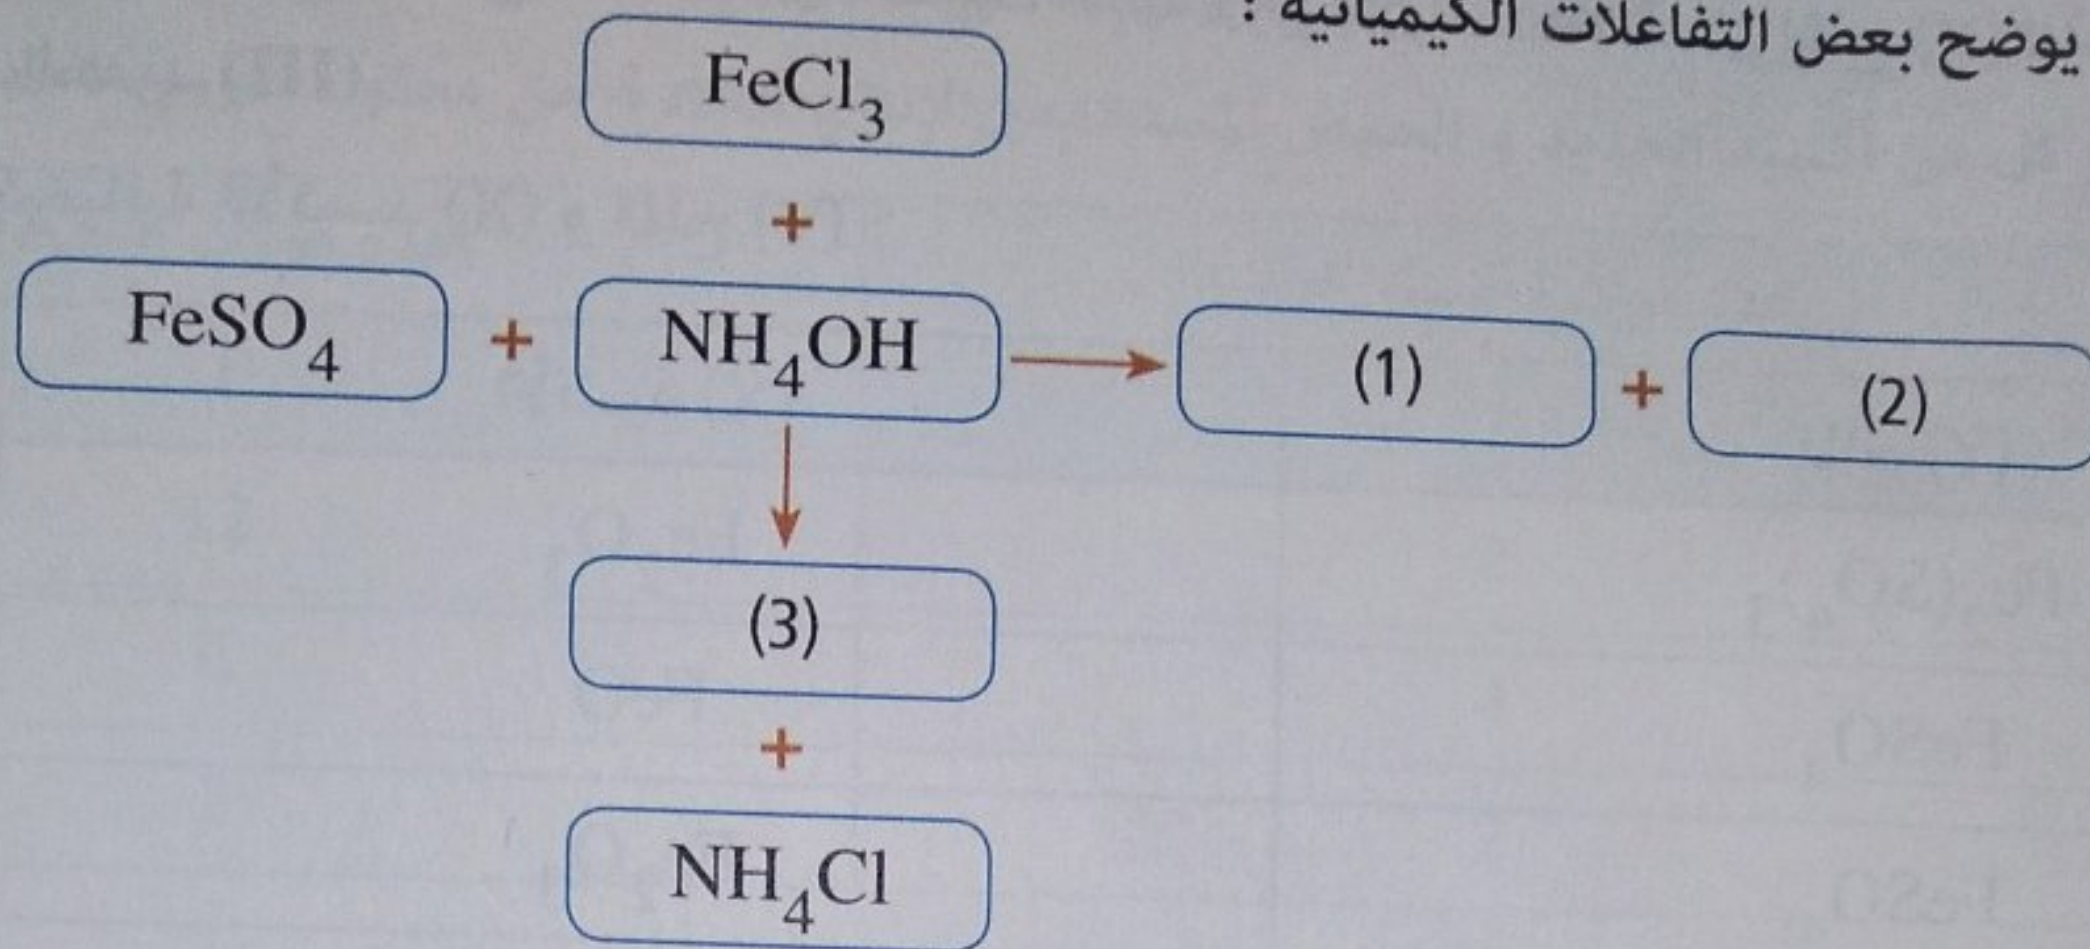 يوضح بعض التفاعلات الكيميائية :
FeCl₃
+
FeSO₄ + NH₄OH → (1) + (2)
↓
(3)
+
NH₄Cl